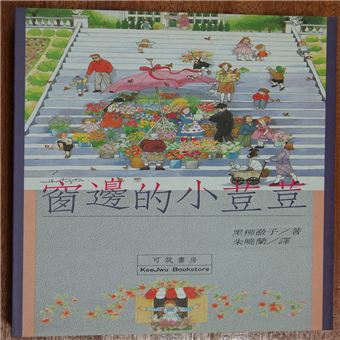 窗邊的小荳荳
黑柳徹子/著
朱曉蘭/譯
可筑書房
KeeJwu Bookstore